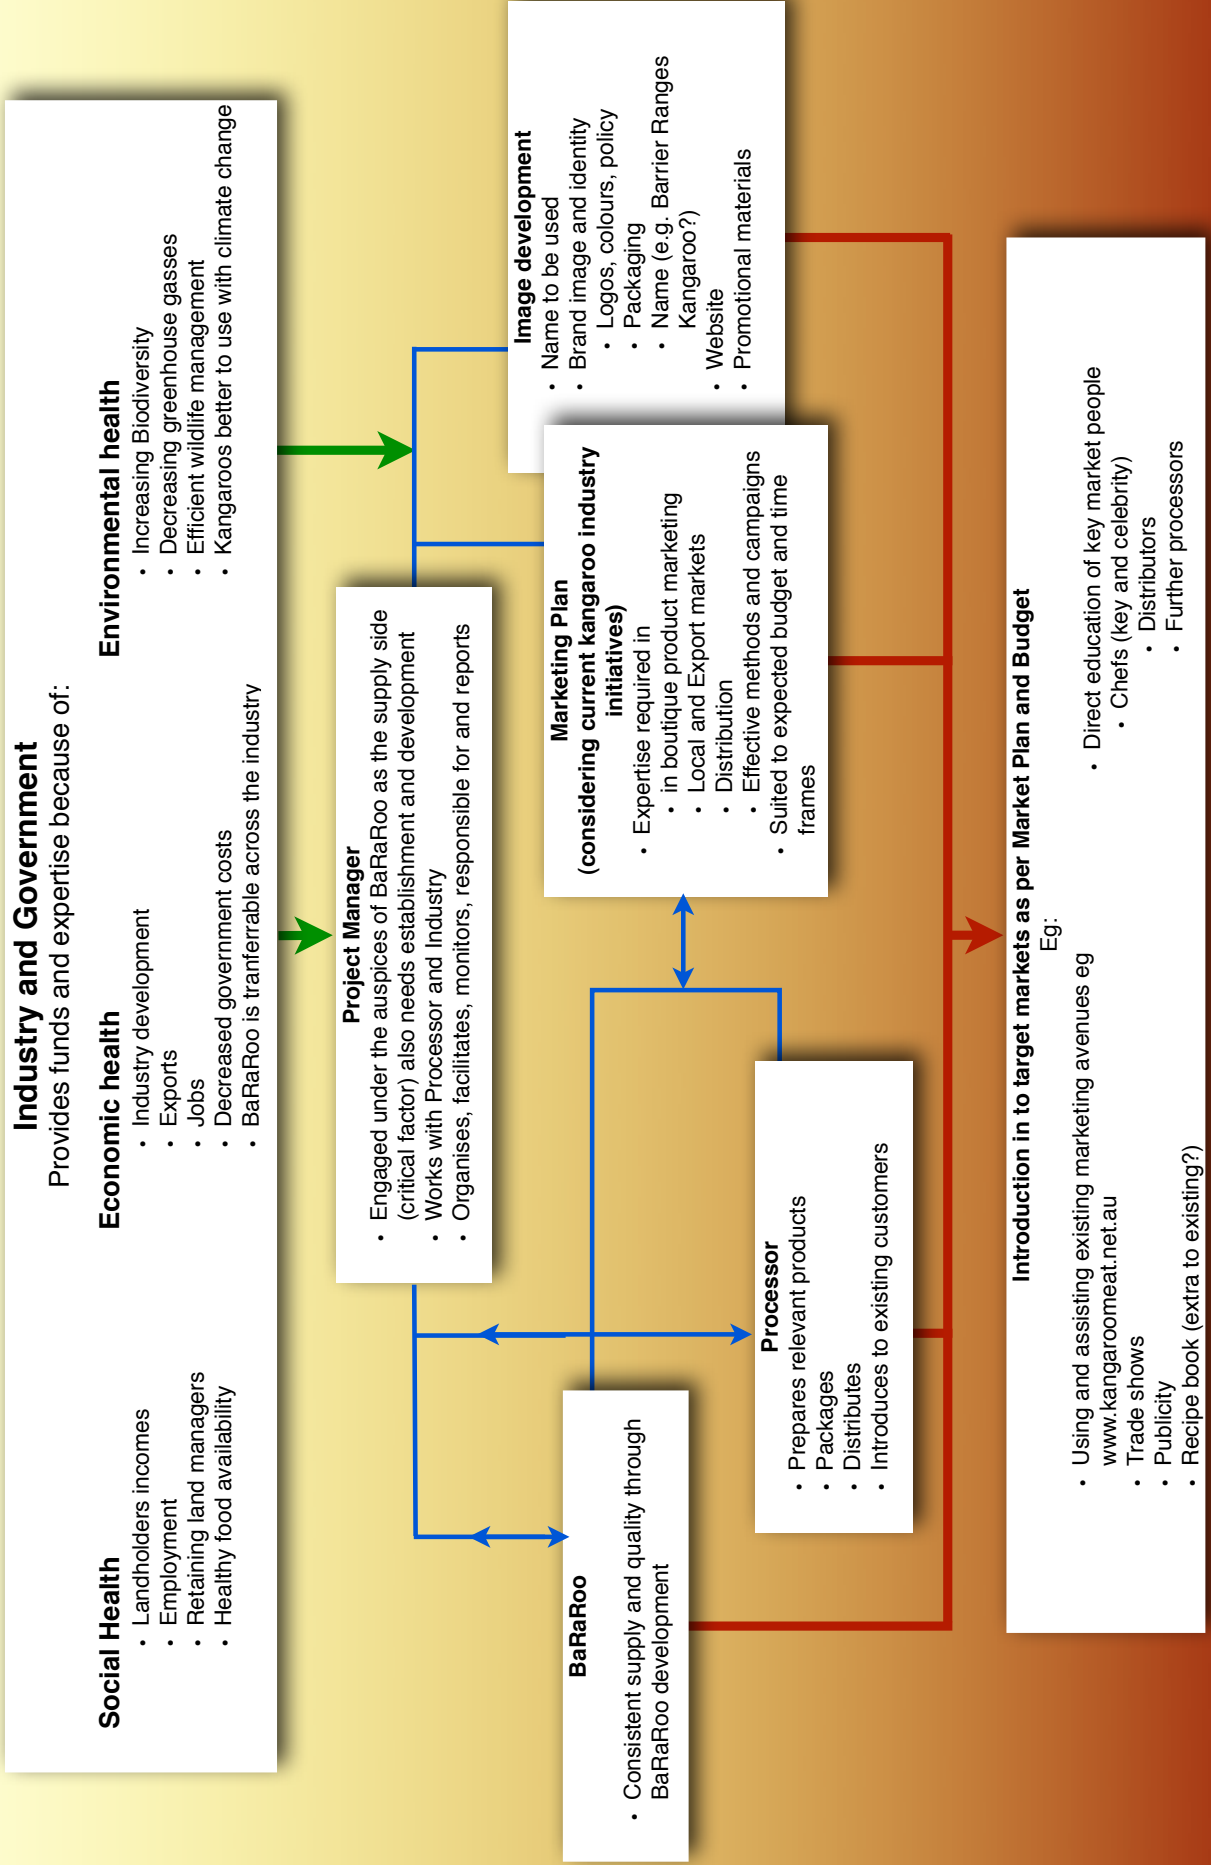 Industry and Government
Provides funds and expertise because of:
Social Health
• Landholders incomes
• Employment
• Retaining land managers
• Healthy food availability
Economic health
• Industry development
• Exports
• Jobs
• Decreased government costs
• BaRaRoo is tranferrable across the industry
Environmental health
• Increasing Biodiversity
• Decreasing greenhouse gasses
• Efficient wildlife management
• Kangaroos better to use with climate change
Project Manager
• Engaged under the auspices of BaRaRoo as the supply side
(critical factor) also needs establishment and development
• Works with Processor and Industry
• Organises, facilitates, monitors, responsible for and reports
BaRaRoo
• Consistent supply and quality through
BaRaRoo development
Processor
• Prepares relevant products
• Packages
• Distributes
• Introduces to existing customers
Marketing Plan
(considering current kangaroo industry
initiatives)
• Expertise required in
• in boutique product marketing
• Local and Export markets
• Distribution
• Effective methods and campaigns
• Suited to expected budget and time
frames
Image development
• Name to be used
• Brand image and identity
• Logos, colours, policy
• Packaging
• Name (e.g. Barrier Ranges
Kangaroo?)
• Website
• Promotional materials
Introduction in to target markets as per Market Plan and Budget
Eg:
• Using and assisting existing marketing avenues eg
www.kangaroomeat.net.au
• Trade shows
• Publicity
• Recipe book (extra to existing?)
• Direct education of key market people
• Chefs (key and celebrity)
• Distributors
• Further processors